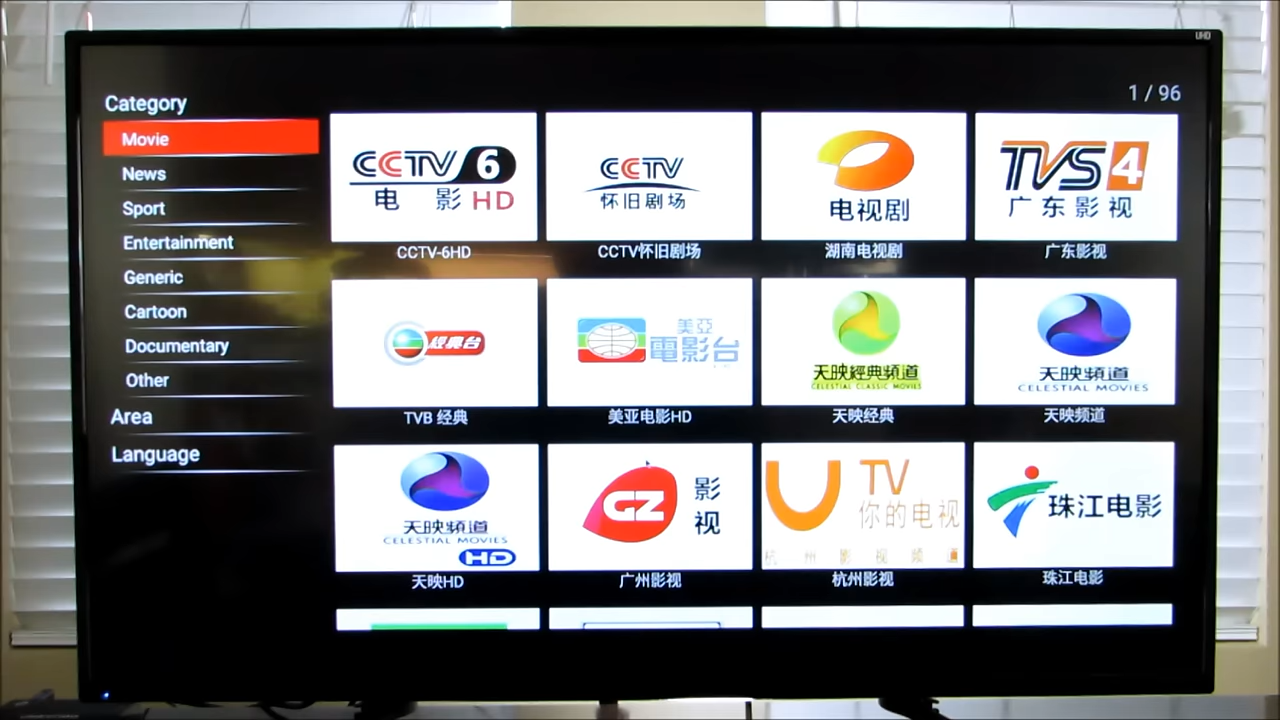 UHD
Category
1 / 96
Movie
News
Sport
Entertainment
Generic
Cartoon
Documentary
Other
Area
Language
CCTV 6
电 影 HD
CCTV-6HD
CCTV
怀旧剧场
CCTV怀旧剧场
电视剧
湖南电视剧
TVS 4
广东影视
广东影视
經典台
TVB 经典
美亞
電影台
美亚电影HD
天映經典頻道
CELESTIAL CLASSIC MOVIES
天映经典
天映頻道
CELESTIAL MOVIES
天映频道
天映頻道
CELESTIAL MOVIES
HD
天映HD
GZ
影视
广州影视
TV
你的电视
杭州影视频道
杭州影视
珠江电影
珠江电影